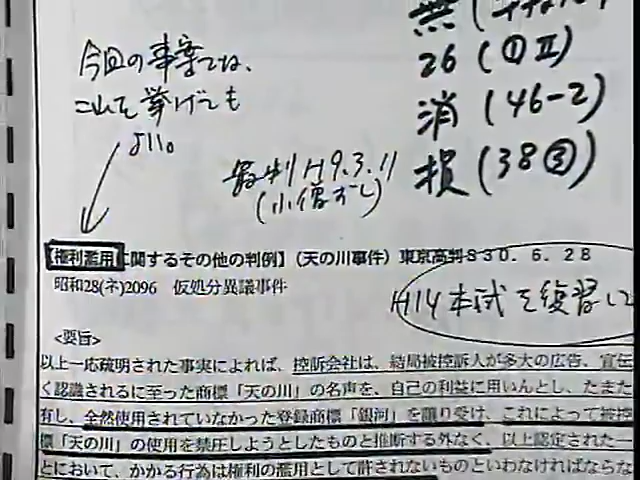 無(
26(①Ⅱ)
消(46-2)
損(38③)
今回の事案では、
これを挙げても
よい。
最判H9.3.11
(小僧寿し)
【権利濫用に関するその他の判例】(天の川事件)東京高判S30.6.28
昭和28(ネ)2096 仮処分異議事件
H14本試を復習し
<要旨>
以上一応疏明された事実によれば、控訴会社は、結局被控訴人が多大の広告、宣伝
く認識されるに至った商標「天の川」の名声を、自己の利益に用いんとし、たまた
有し、全然使用されていなかった登録商標「銀河」を譲り受け、これによって被控
標「天の川」の使用を禁圧しようとしたものと推断する外なく、以上認定された一
とにおいて、かかる行為は権利の濫用として許されないものといわなければならな